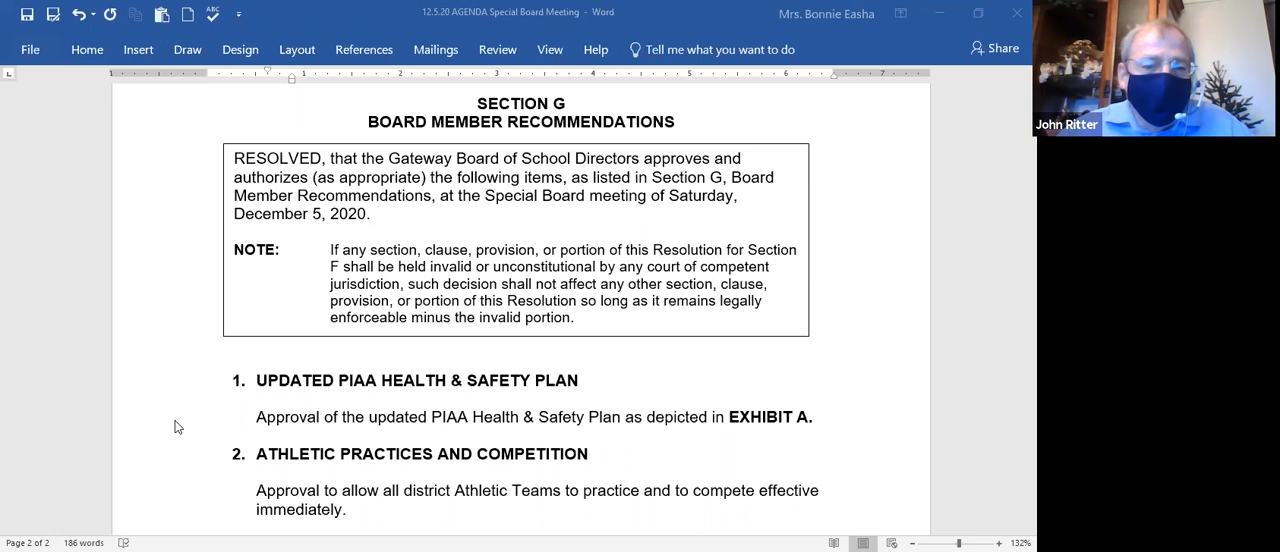 12.5.20 AGENDA Special Board Meeting - Word
Mrs. Bonnie Easha
File Home Insert Draw Design Layout References Mailings Review View Help Tell me what you want to do Share
1 1 2 3 4 5 6 7
SECTION G
BOARD MEMBER RECOMMENDATIONS
RESOLVED, that the Gateway Board of School Directors approves and
authorizes (as appropriate) the following items, as listed in Section G, Board
Member Recommendations, at the Special Board meeting of Saturday,
December 5, 2020.
NOTE: If any section, clause, provision, or portion of this Resolution for Section
F shall be held invalid or unconstitutional by any court of competent
jurisdiction, such decision shall not affect any other section, clause,
provision, or portion of this Resolution so long as it remains legally
enforceable minus the invalid portion.
1. UPDATED PIAA HEALTH & SAFETY PLAN
Approval of the updated PIAA Health & Safety Plan as depicted in EXHIBIT A.
2. ATHLETIC PRACTICES AND COMPETITION
Approval to allow all district Athletic Teams to practice and to compete effective
immediately.
Page 2 of 2 186 words 132%
John Ritter